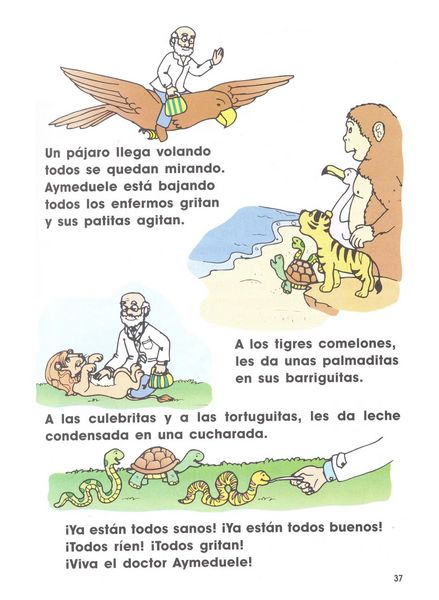 Un pájaro llega volando
todos se quedan mirando.
Aymeduele está bajando
todos los enfermos gritan
y sus patitas agitan.
A los tigres comelones,
les da unas palmaditas
en sus barriguitas.
A las culebritas y a las tortuguitas, les da leche
condensada en una cucharada.
¡Ya están todos sanos! ¡Ya están todos buenos!
¡Todos ríen! ¡Todos gritan!
¡Viva el doctor Aymeduele!
37